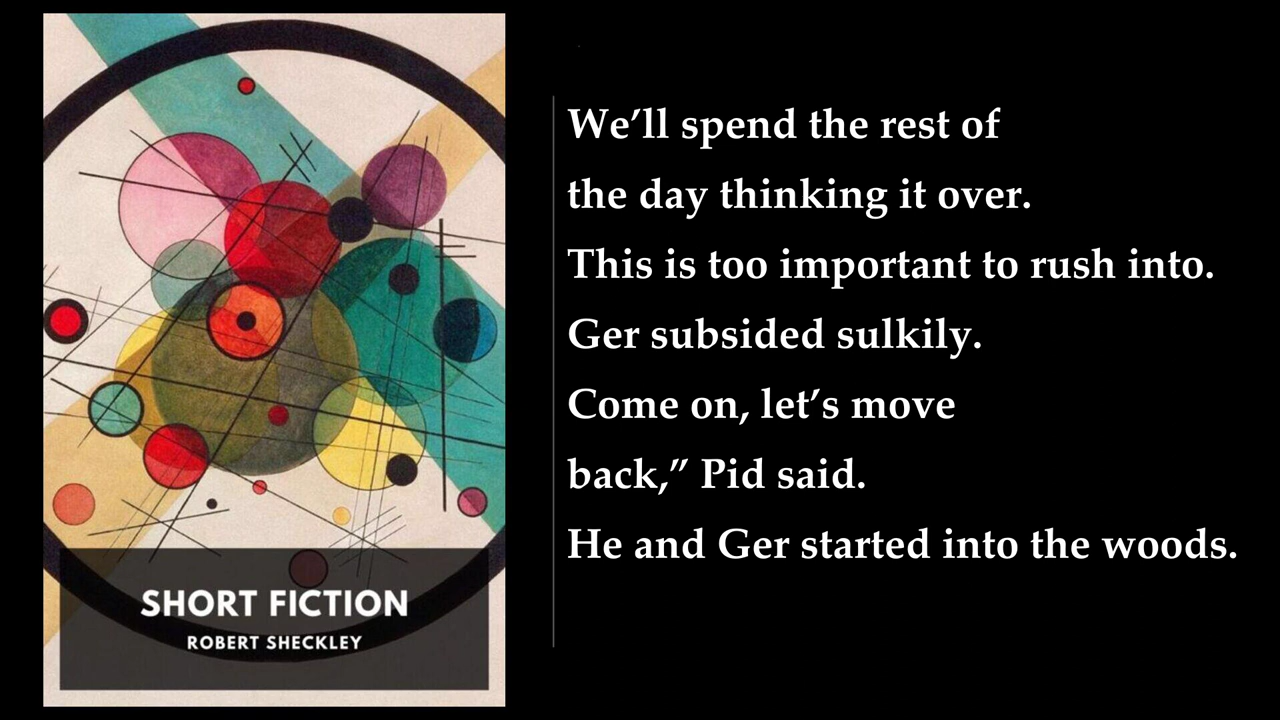 SHORT FICTION
ROBERT SHECKLEY
We’ll spend the rest of
the day thinking it over.
This is too important to rush into.
Ger subsided sulkily.
Come on, let’s move
back,” Pid said.
He and Ger started into the woods.